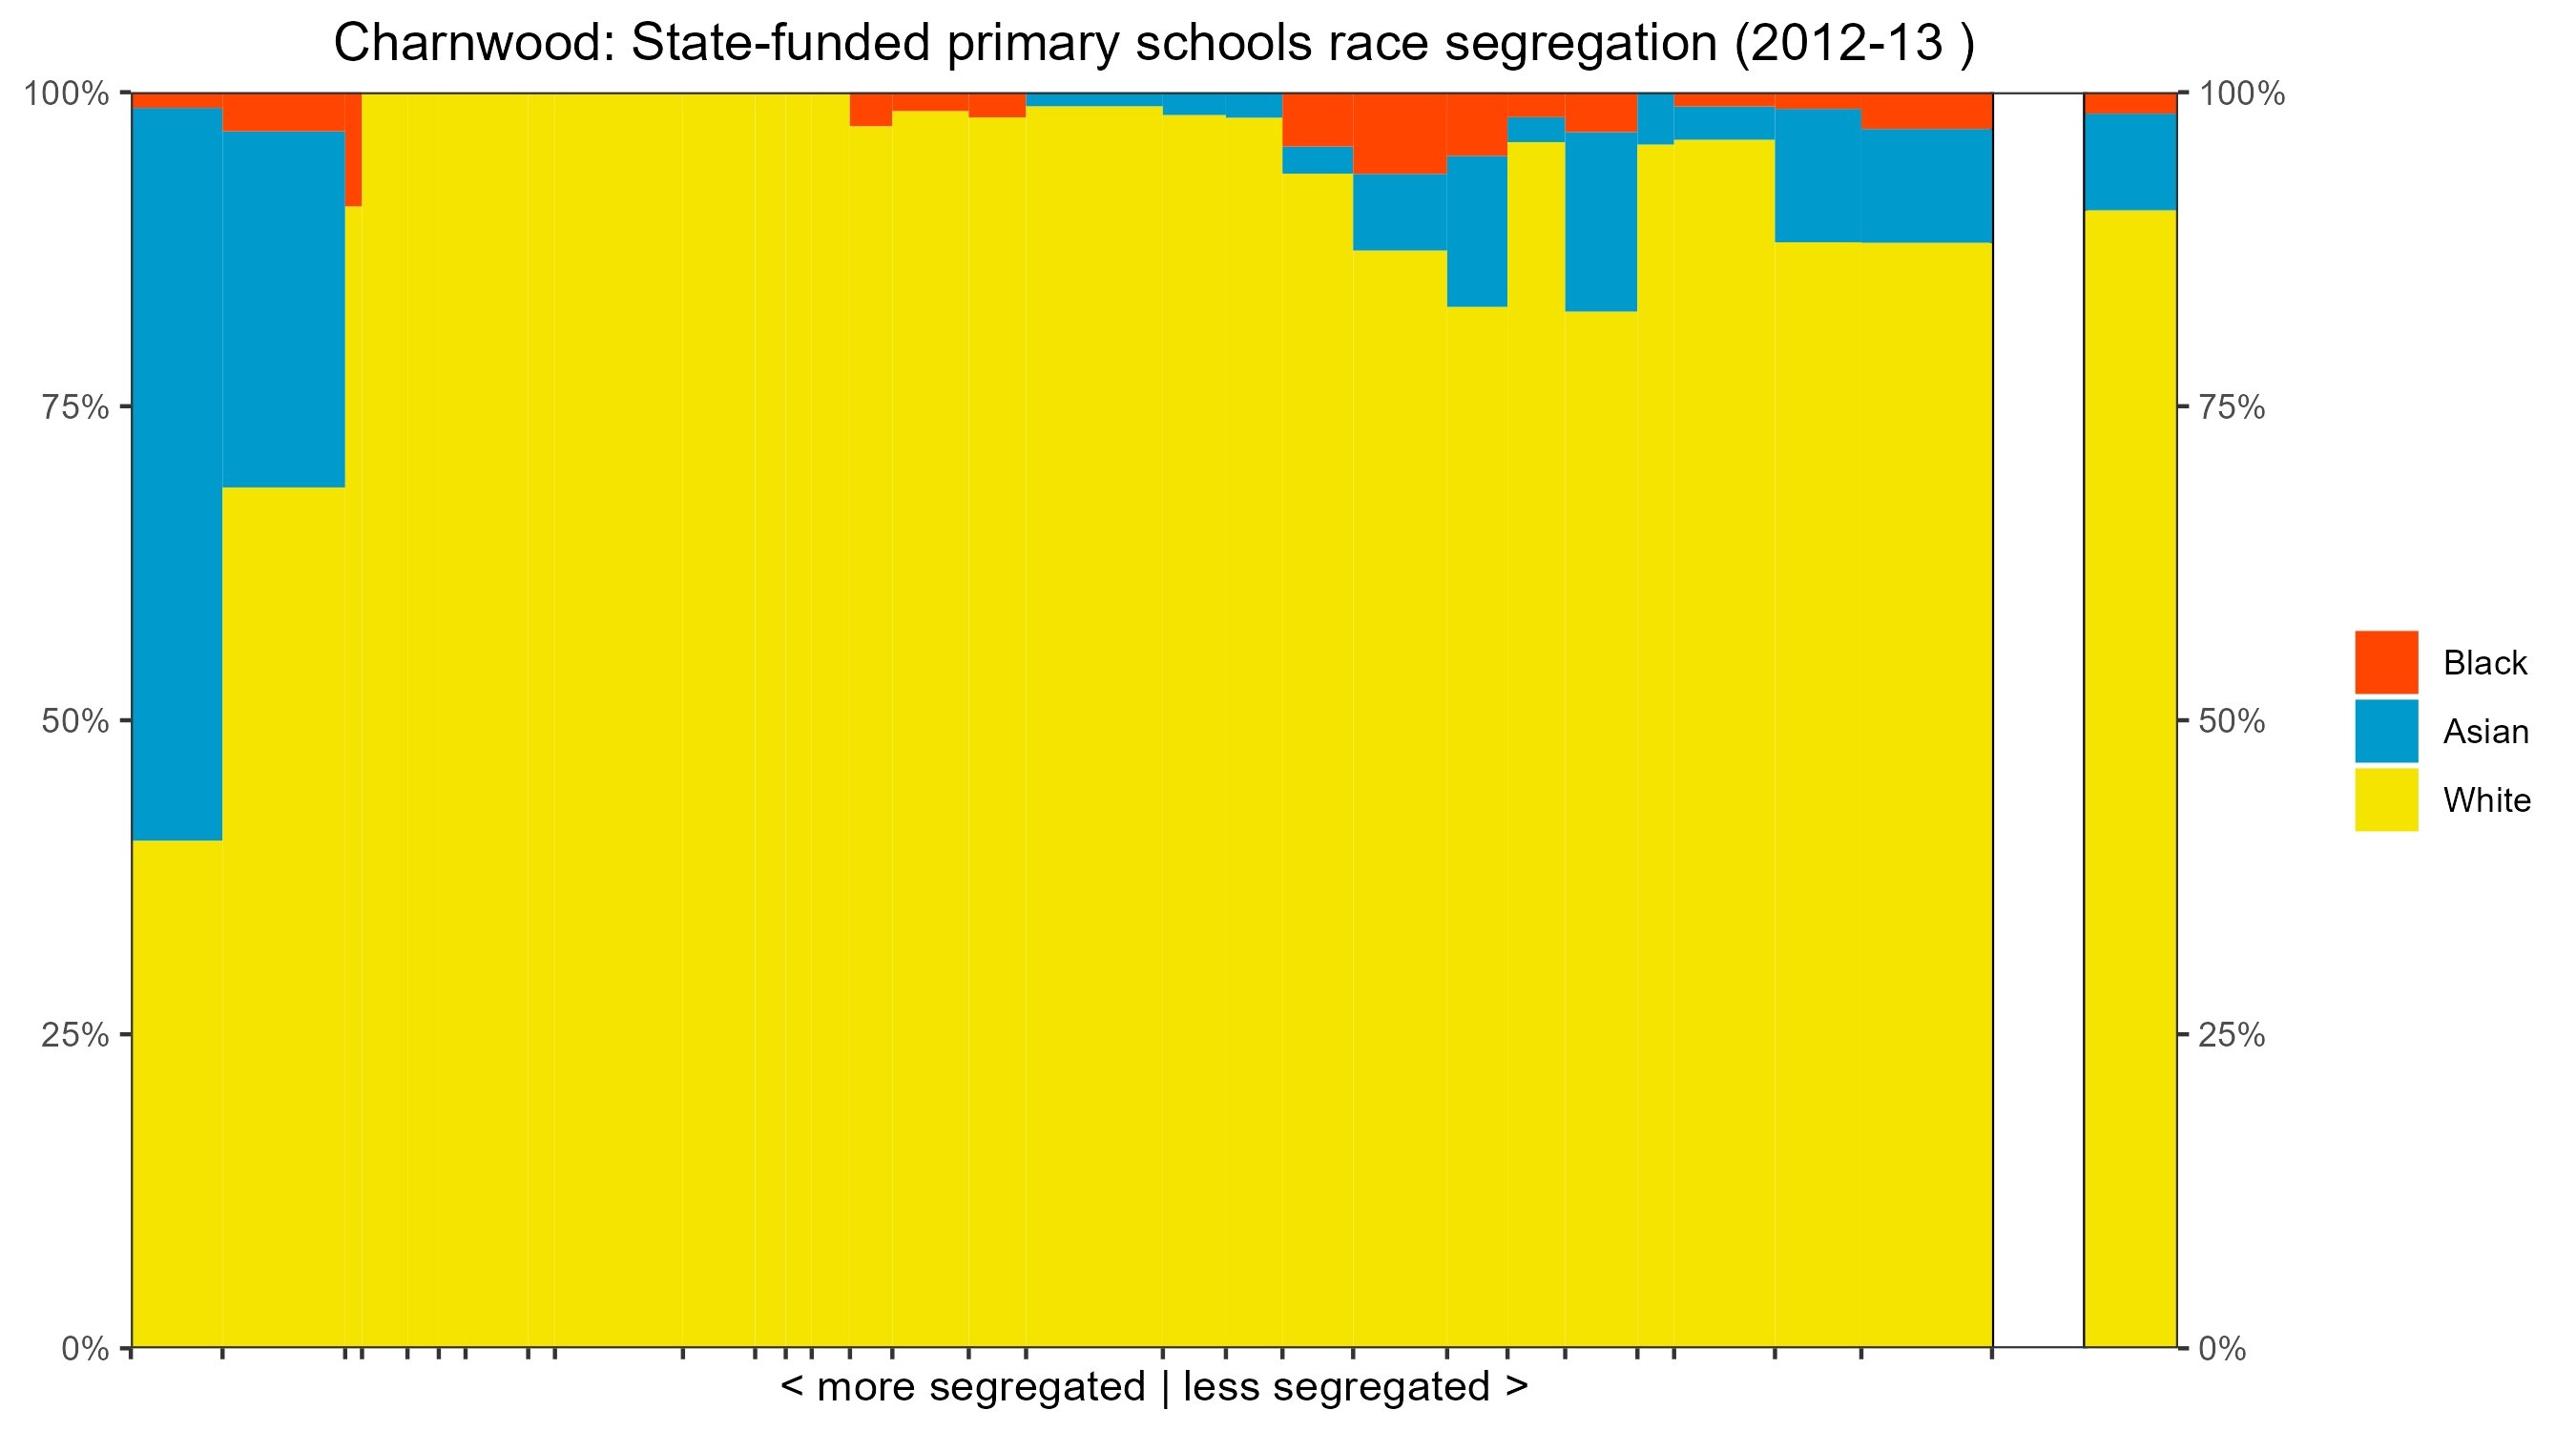 Charnwood: State-funded primary schools race segregation (2012-13 )
100%
75%
50%
25%
0%
100%
75%
50%
25%
0%
Black
Asian
White
< more segregated | less segregated >